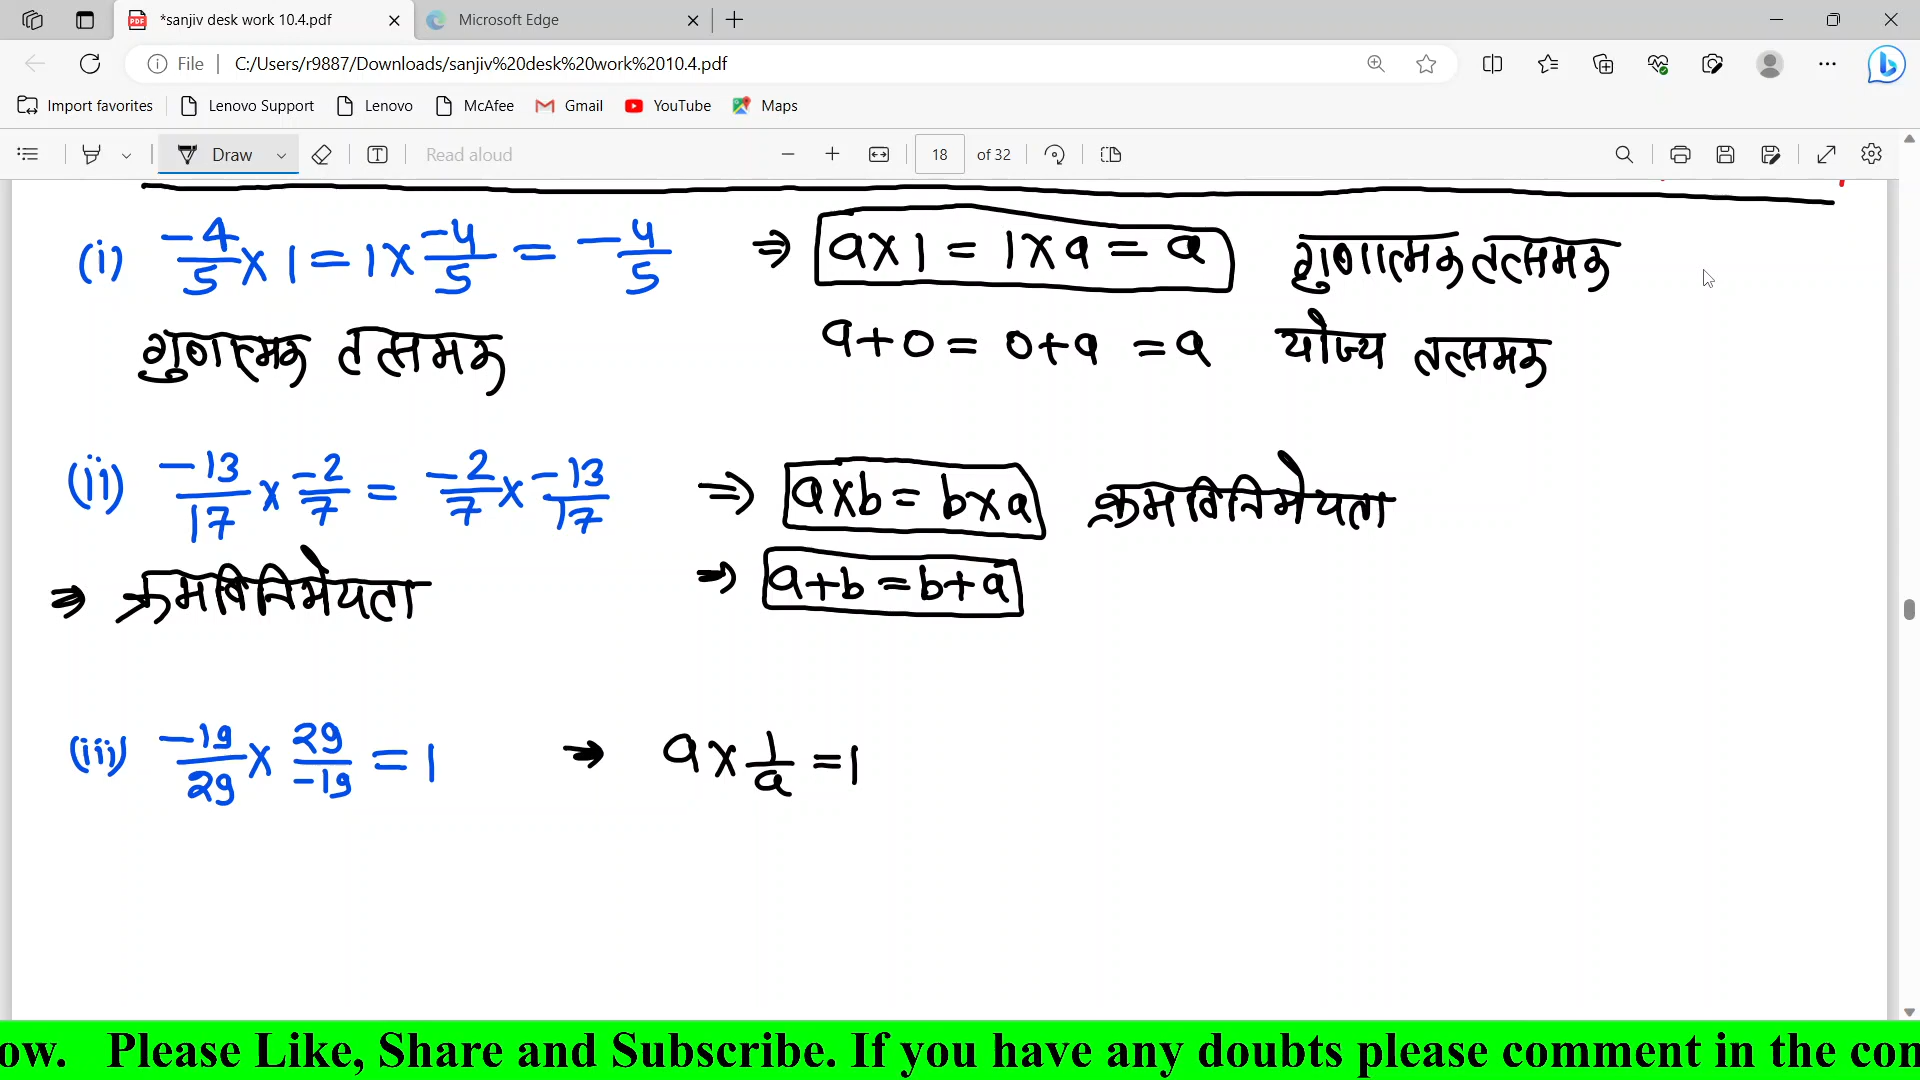 *sanjiv desk work 10.4.pdf
Microsoft Edge
File C:/Users/r9887/Downloads/sanjiv%20desk%20work%2010.4.pdf
Import favorites Lenovo Support Lenovo McAfee Gmail YouTube Maps
Draw Read aloud 18 of 32
(i) -4/5 × 1 = 1 × -4/5 = -4/5 ⇒ a×1 = 1×a = a गुणात्मक तत्समक
गुणात्मक तत्समक a+0 = 0+a = a योज्य तत्समक
(ii) -13/17 × -2/7 = -2/7 × -13/17 ⇒ a×b = b×a क्रमविनिमेयता
⇒ क्रमविनिमेयता ⇒ a+b = b+a
(iii) -19/29 × 29/-19 = 1 → a × 1/a = 1
ow. Please Like, Share and Subscribe. If you have any doubts please comment in the con